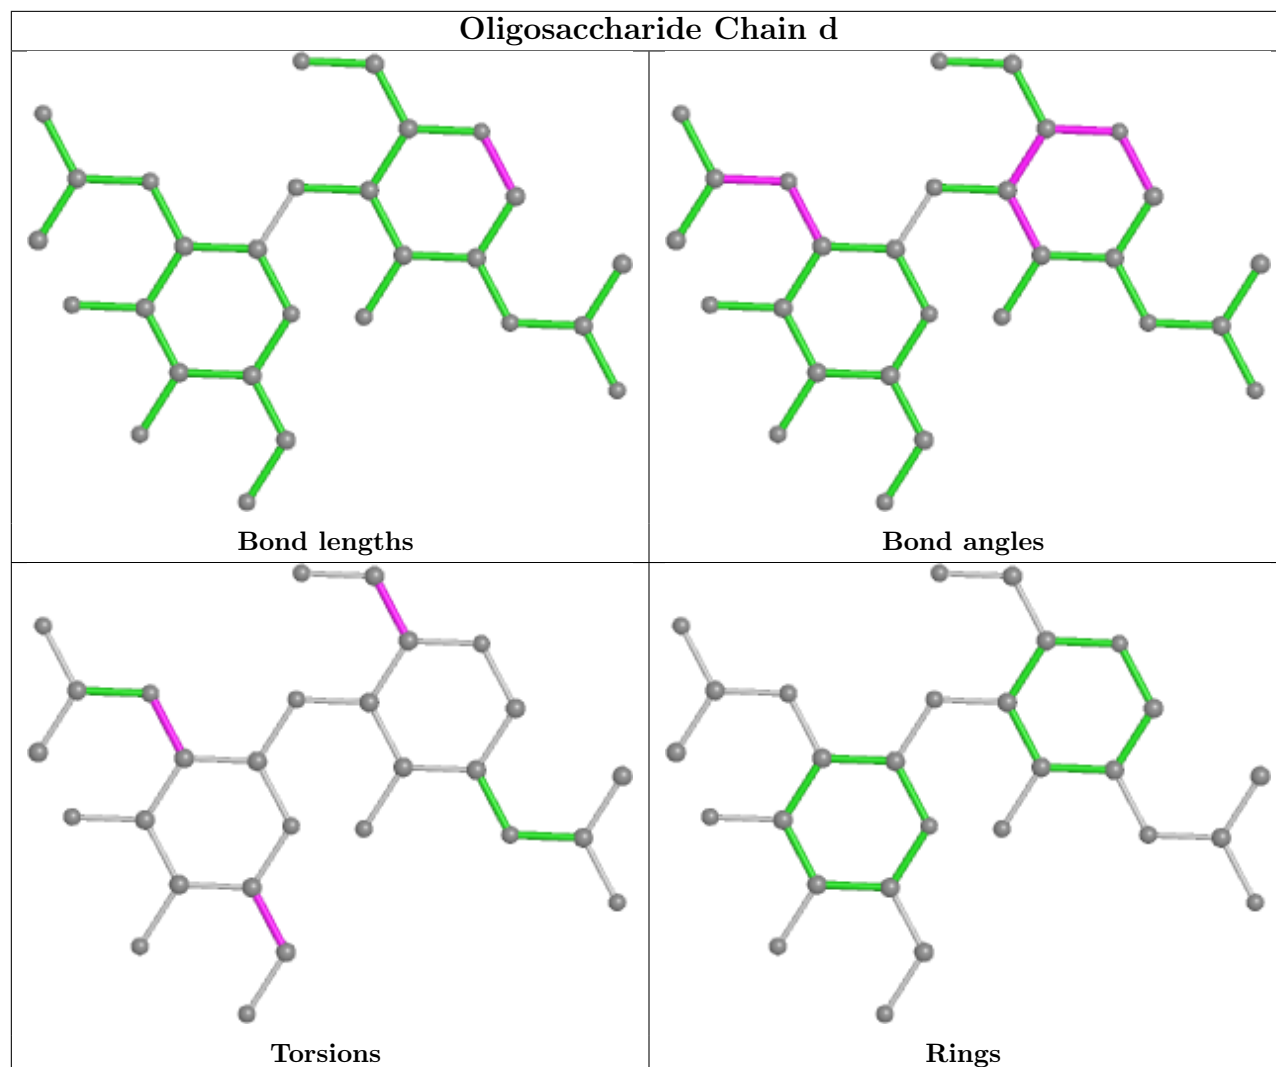 Oligosaccharide Chain d
Bond lengths
Bond angles
Torsions
Rings